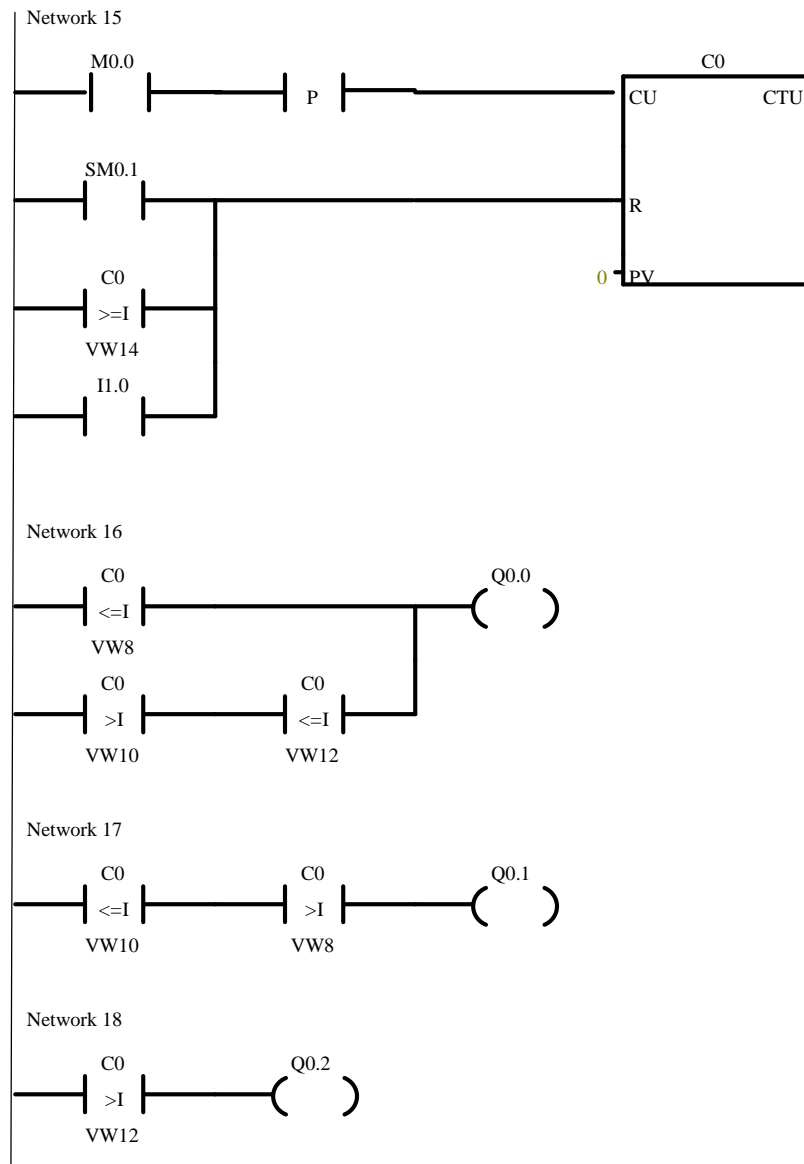 Network 15
M0.0
P
C0
CU CTU
SM0.1
R
C0
>=I
VW14
0 PV
I1.0
Network 16
C0
<=I
VW8
Q0.0
C0 C0
>I <=I
VW10 VW12
Network 17
C0 C0 Q0.1
<=I >I
VW10 VW8
Network 18
C0 Q0.2
>I
VW12